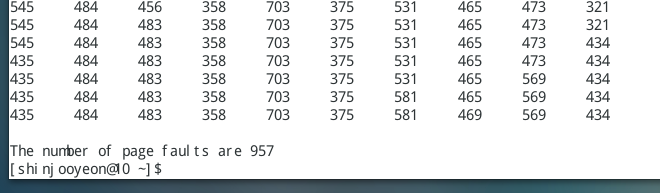 545 484 456 358 703 375 531 465 473 321
545 484 483 358 703 375 531 465 473 321
545 484 483 358 703 375 531 465 473 434
435 484 483 358 703 375 531 465 473 434
435 484 483 358 703 375 531 465 569 434
435 484 483 358 703 375 581 465 569 434
435 484 483 358 703 375 581 469 569 434
The number of page faults are 957
[shinjooyeon@10 ~]$